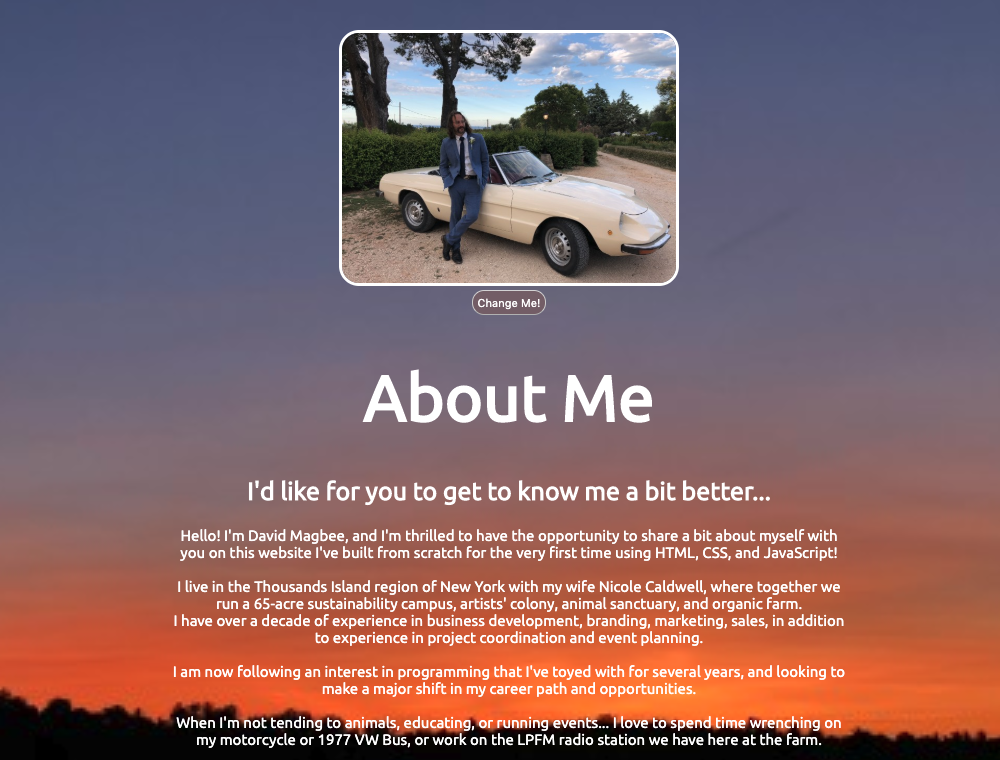 Change Me!
About Me
I'd like for you to get to know me a bit better...
Hello! I'm David Magbee, and I'm thrilled to have the opportunity to share a bit about myself with
you on this website I've built from scratch for the very first time using HTML, CSS, and JavaScript!
I live in the Thousands Island region of New York with my wife Nicole Caldwell, where together we
run a 65-acre sustainability campus, artists' colony, animal sanctuary, and organic farm.
I have over a decade of experience in business development, branding, marketing, sales, in addition
to experience in project coordination and event planning.
I am now following an interest in programming that I've toyed with for several years, and looking to
make a major shift in my career path and opportunities.
When I'm not tending to animals, educating, or running events... I love to spend time wrenching on
my motorcycle or 1977 VW Bus, or work on the LPFM radio station we have here at the farm.